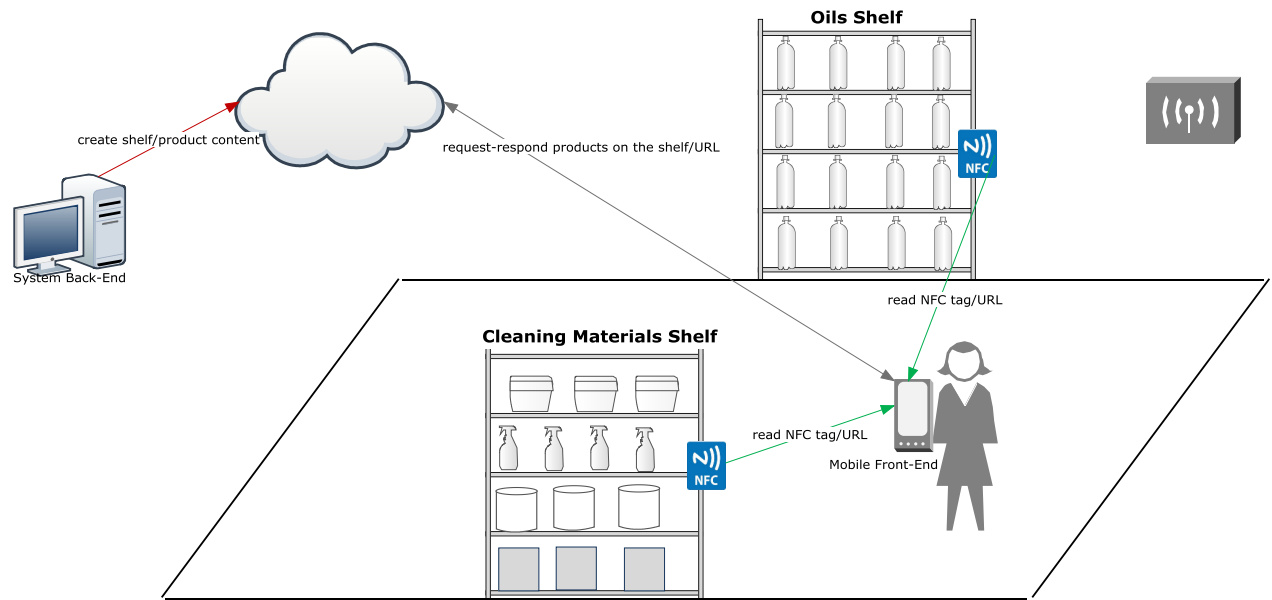 Oils Shelf
create shelf/product content
request-respond products on the shelf/URL
NFC
System Back-End
read NFC tag/URL
Cleaning Materials Shelf
read NFC tag/URL
Mobile Front-End
NFC